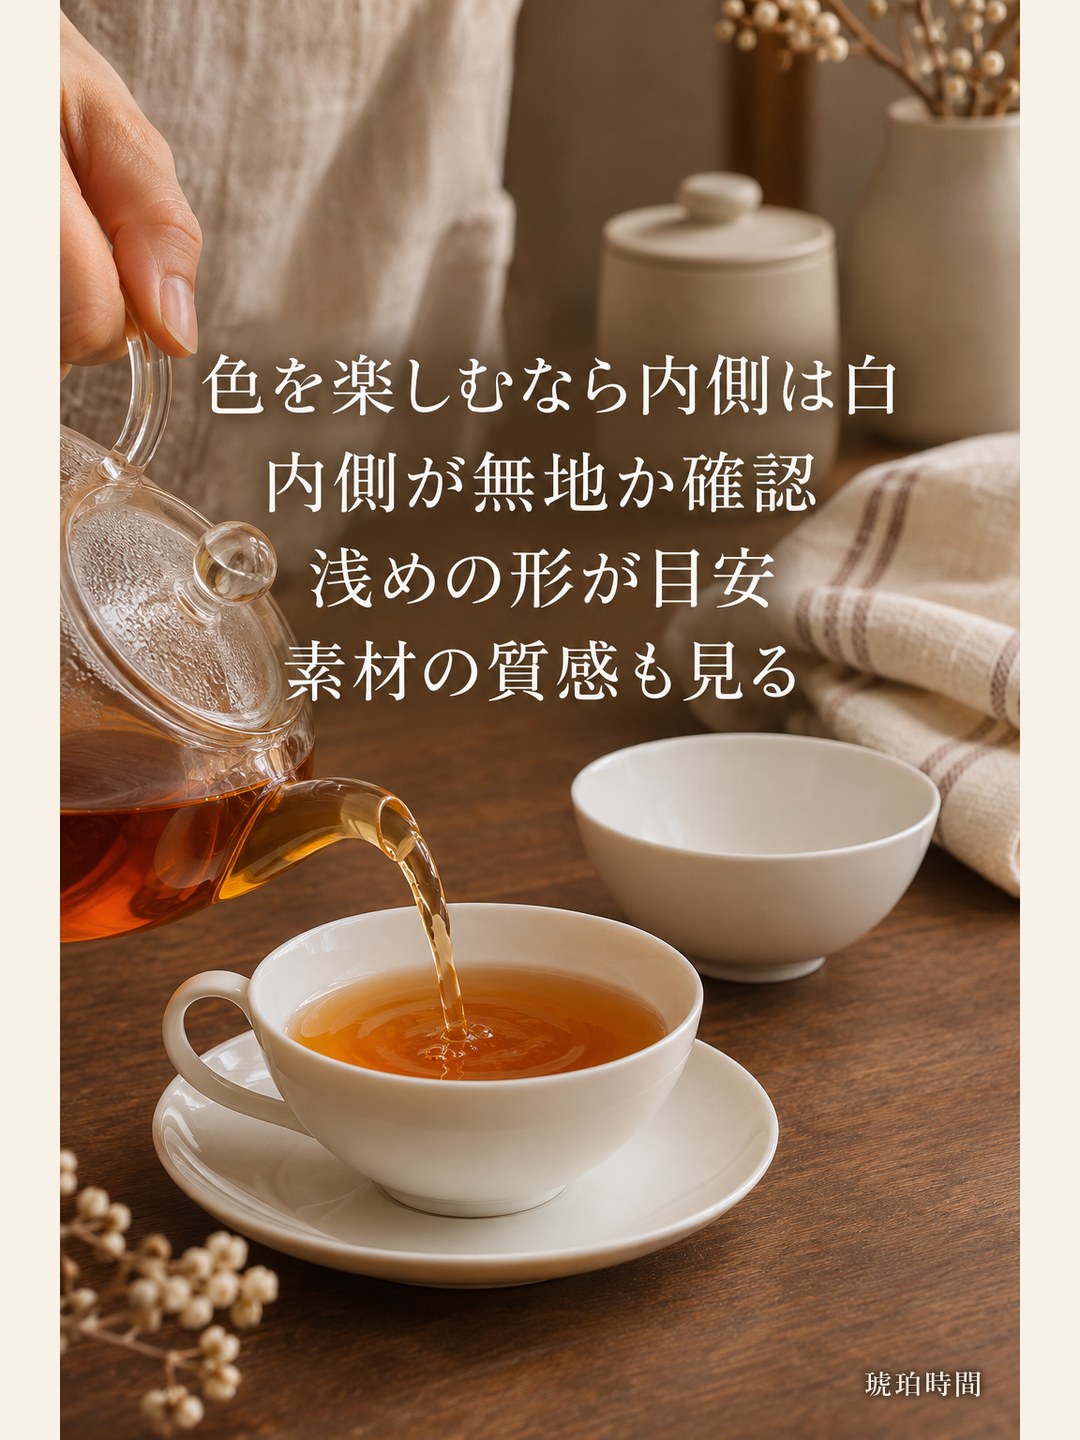 色を楽しむなら内側は白
内側が無地か確認
浅めの形が目安
素材の質感も見る
琥珀時間